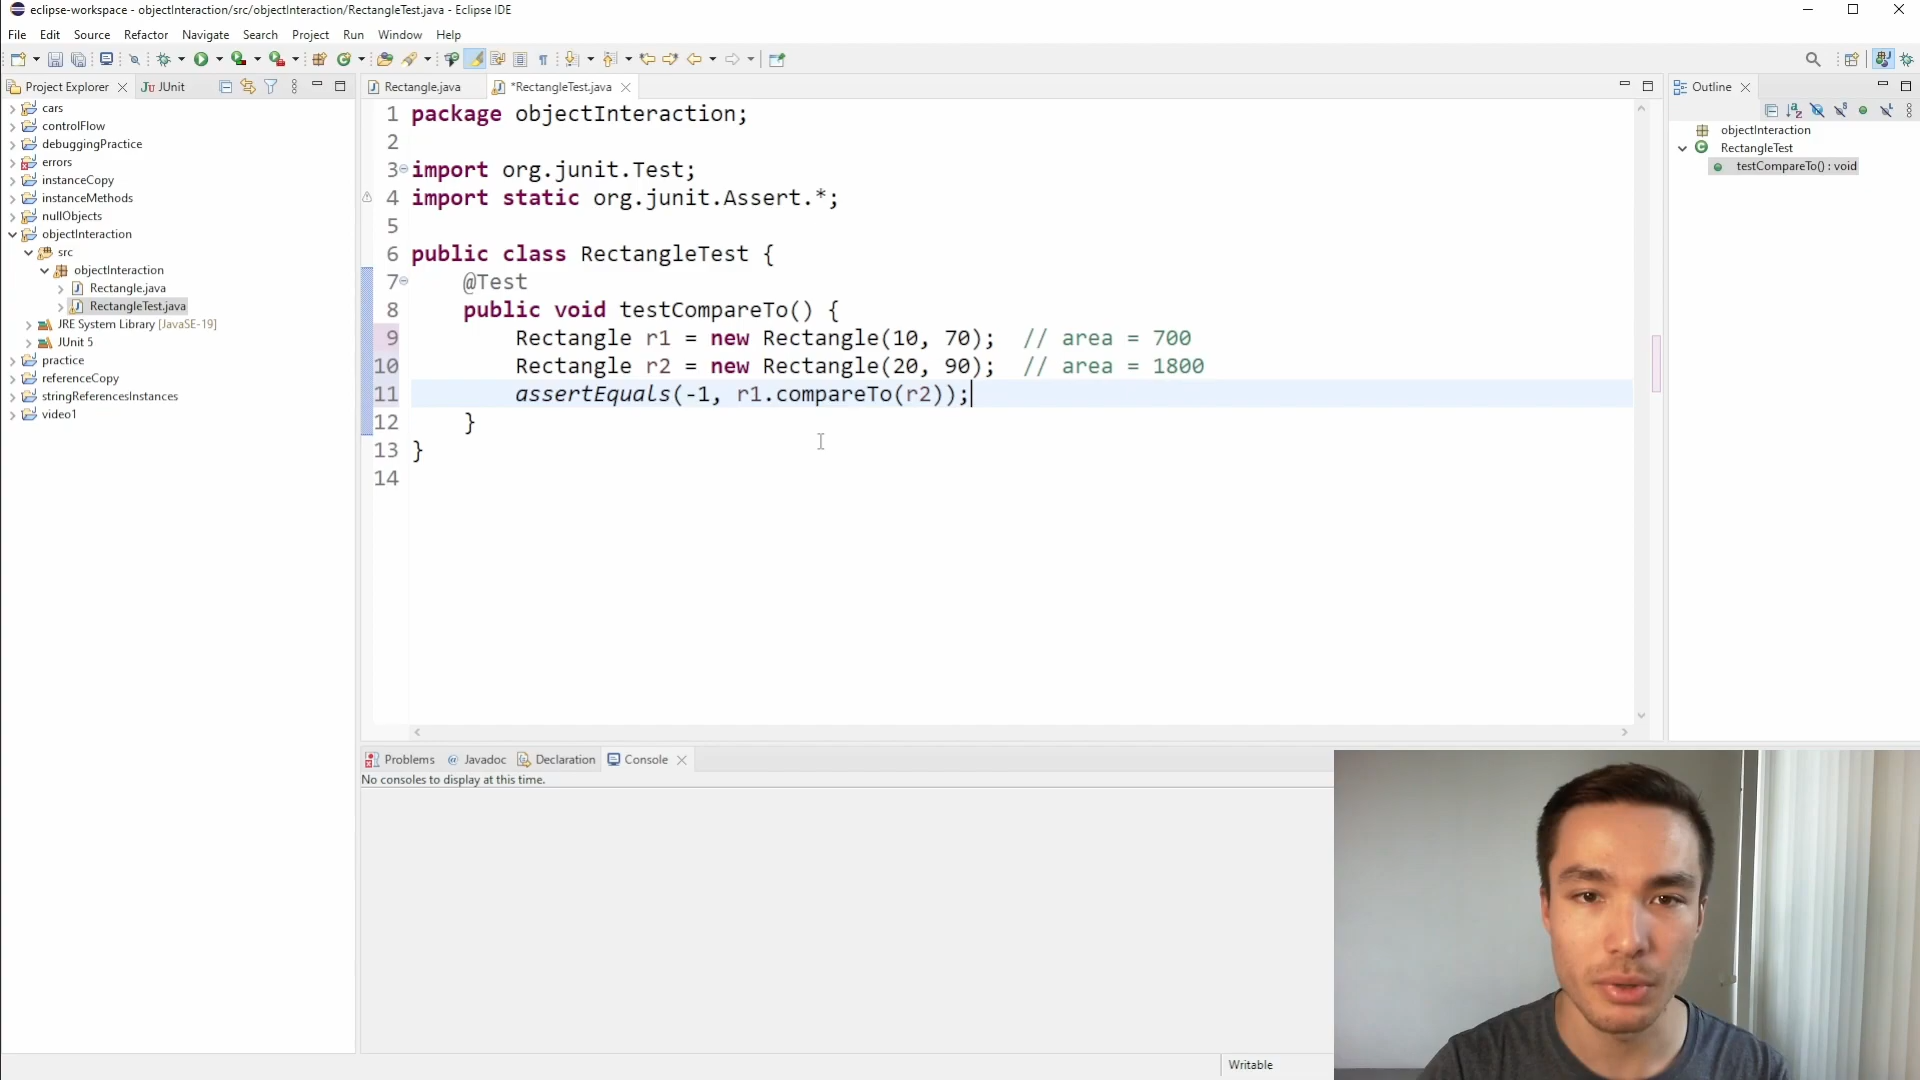 eclipse-workspace - objectInteraction/src/objectInteraction/RectangleTest.java - Eclipse IDE
File Edit Source Refactor Navigate Search Project Run Window Help
Project Explorer
JUnit
cars
controlFlow
debuggingPractice
errors
instanceCopy
instanceMethods
nullObjects
objectInteraction
src
objectInteraction
Rectangle.java
RectangleTest.java
JRE System Library [JavaSE-19]
JUnit 5
practice
referenceCopy
stringReferencesInstances
video1
Rectangle.java
*RectangleTest.java
1 package objectInteraction;
2
3 import org.junit.Test;
4 import static org.junit.Assert.*;
5
6 public class RectangleTest {
7 @Test
8 public void testCompareTo() {
9 Rectangle r1 = new Rectangle(10, 70); // area = 700
10 Rectangle r2 = new Rectangle(20, 90); // area = 1800
11 assertEquals(-1, r1.compareTo(r2));
12 }
13 }
14
Outline
objectInteraction
RectangleTest
testCompareTo() : void
Problems @ Javadoc Declaration Console
No consoles to display at this time.
Writable